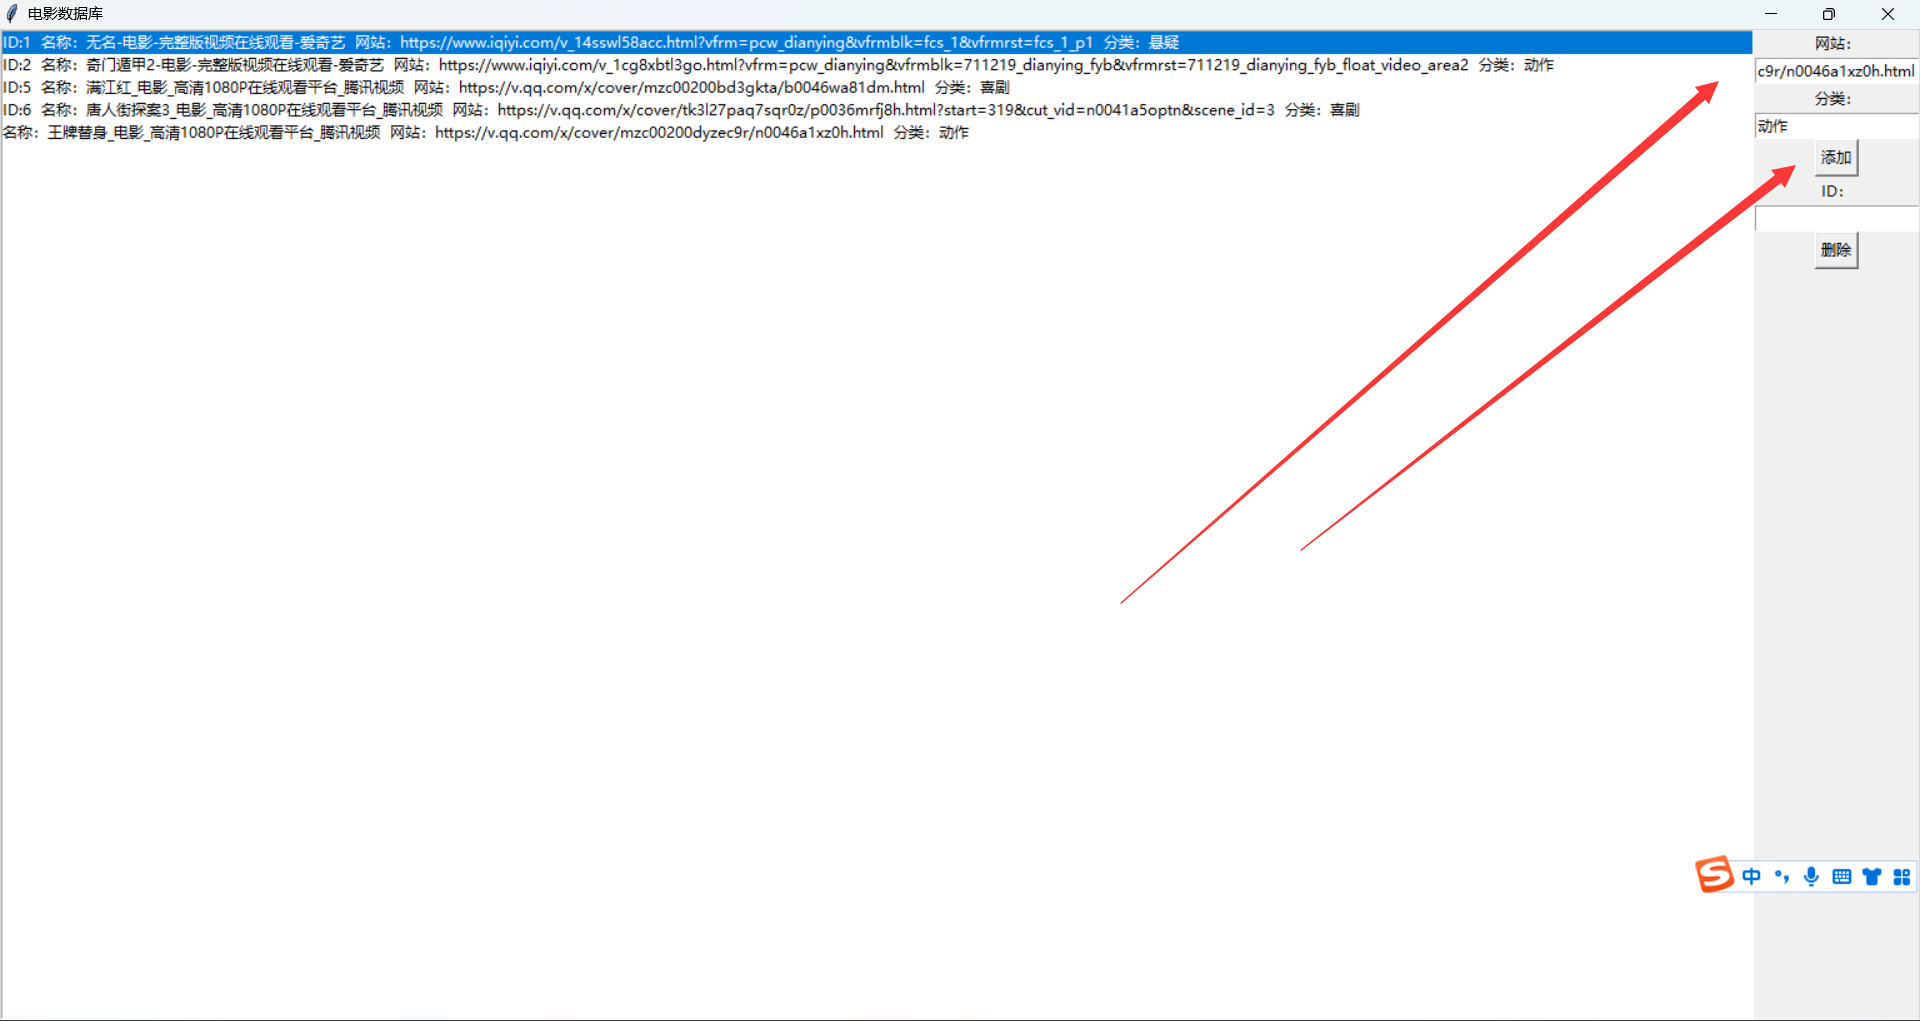 电影数据库
ID:1  名称：无名-电影-完整版视频在线观看-爱奇艺  网站：https://www.iqiyi.com/v_14sswl58acc.html?vfrm=pcw_dianying&vfrmblk=fcs_1&vfrmrst=fcs_1_p1  分类：悬疑
ID:2  名称：奇门遁甲2-电影-完整版视频在线观看-爱奇艺  网站：https://www.iqiyi.com/v_1cg8xbtl3go.html?vfrm=pcw_dianying&vfrmblk=711219_dianying_fyb&vfrmrst=711219_dianying_fyb_float_video_area2  分类：动作
ID:5  名称：满江红_电影_高清1080P在线观看平台_腾讯视频  网站：https://v.qq.com/x/cover/mzc00200bd3gkta/b0046wa81dm.html  分类：喜剧
ID:6  名称：唐人街探案3_电影_高清1080P在线观看平台_腾讯视频  网站：https://v.qq.com/x/cover/tk3l27paq7sqr0z/p0036mrfj8h.html?start=319&cut_vid=n0041a5optn&scene_id=3  分类：喜剧
名称：王牌替身_电影_高清1080P在线观看平台_腾讯视频  网站：https://v.qq.com/x/cover/mzc00200dyzec9r/n0046a1xz0h.html  分类：动作
网站：
c9r/n0046a1xz0h.html
分类：
动作
添加
ID：
删除
S 中